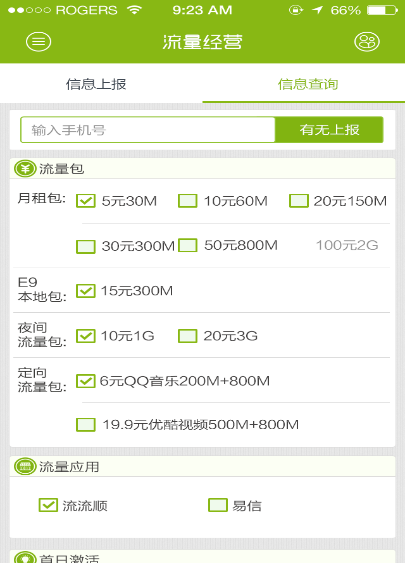 ROGERS 9:23 AM 66%
流量经营
信息上报 信息查询
输入手机号 有无上报
流量包
月租包: 5元30M 10元60M 20元150M
30元300M 50元800M 100元2G
E9
本地包: 15元300M
夜间
流量包: 10元1G 20元3G
定向
流量包: 6元QQ音乐200M+800M
19.9元优酷视频500M+800M
流量应用
流流顺 易信
首日激活